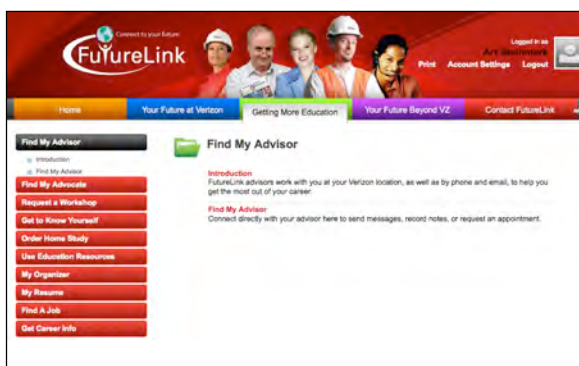 Connect to your future:
FutureLink
Logged in as
Print Account Settings Logout
Home Your Future at Verizon Getting More Education Your Future Beyond VZ Contact FutureLink
Find My Advisor
Introduction
Find My Advisor
Find My Advocate
Request a Workshop
Get to Know Yourself
Order Home Study
Use Education Resources
My Organizer
My Resume
Find A Job
Get Career Info
Find My Advisor
Introduction
FutureLink advisors work with you at your Verizon location, as well as by phone and email, to help you
get the most out of your career.
Find My Advisor
Connect directly with your advisor here to send messages, record notes, or request an appointment.